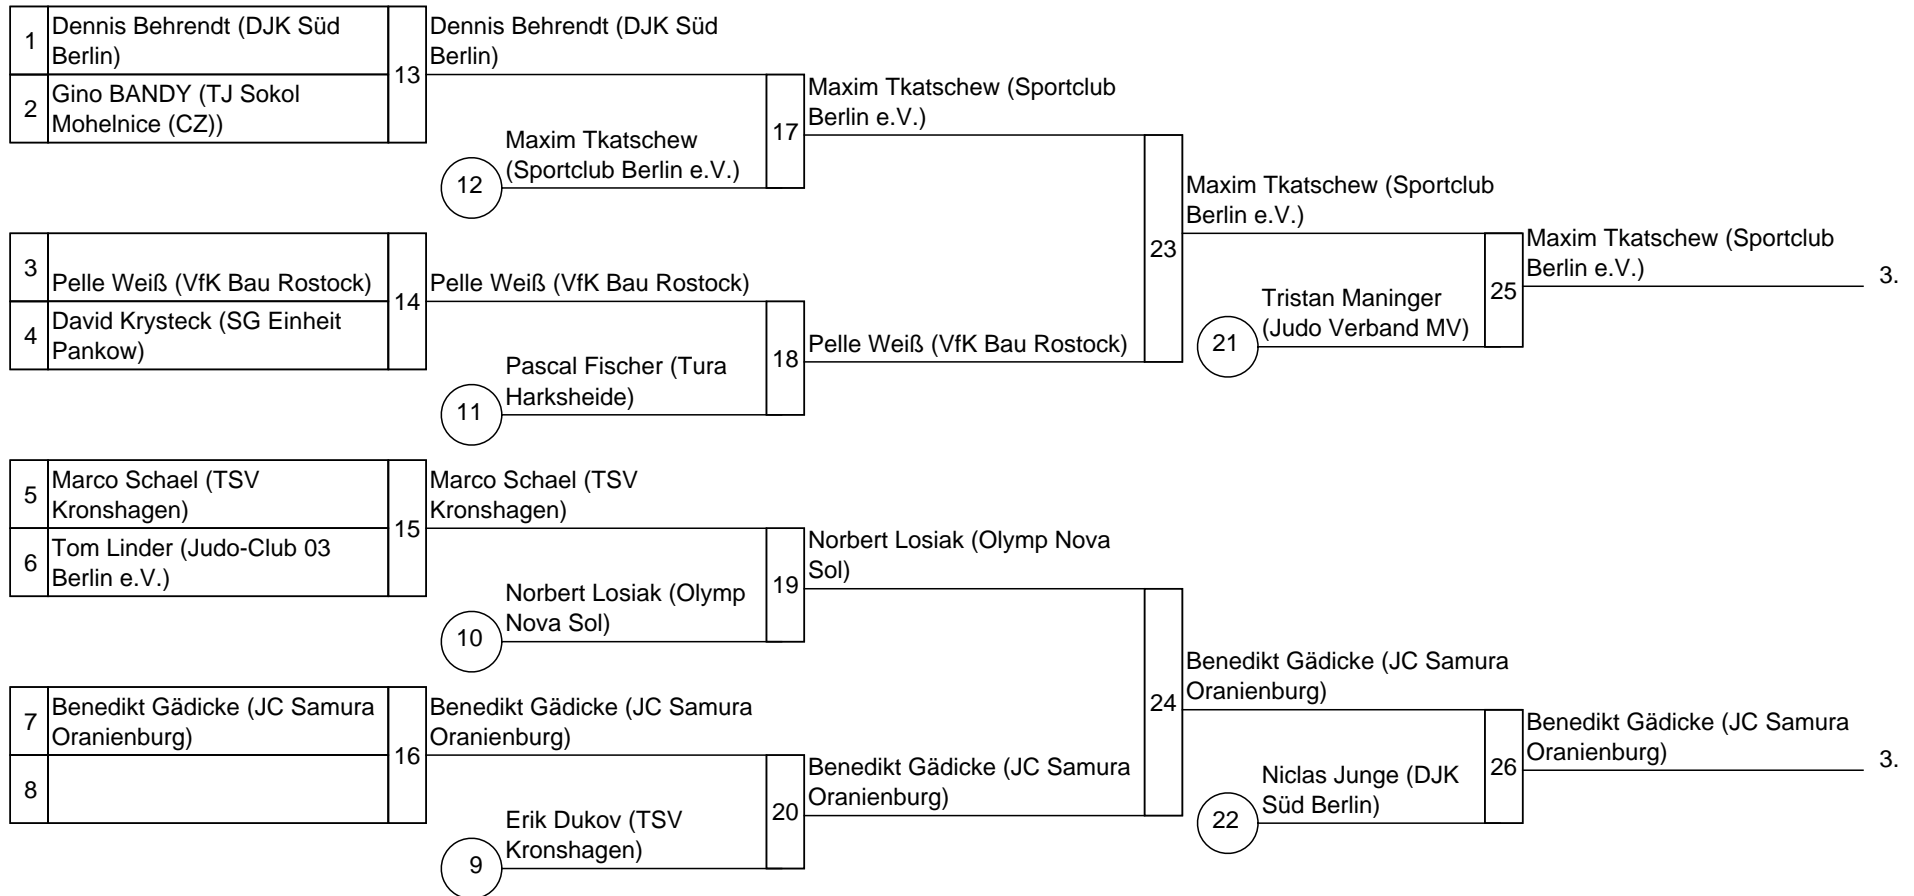 1
Dennis Behrendt (DJK Süd
Berlin)
2
Gino BANDY (TJ Sokol
Mohelnice (CZ))
13
Dennis Behrendt (DJK Süd
Berlin)
12
Maxim Tkatschew
(Sportclub Berlin e.V.)
17
Maxim Tkatschew (Sportclub
Berlin e.V.)
3
Pelle Weiß (VfK Bau Rostock)
4
David Krysteck (SG Einheit
Pankow)
14
Pelle Weiß (VfK Bau Rostock)
11
Pascal Fischer (Tura
Harksheide)
18
Pelle Weiß (VfK Bau Rostock)
23
Maxim Tkatschew (Sportclub
Berlin e.V.)
21
Tristan Maninger
(Judo Verband MV)
25
Maxim Tkatschew (Sportclub
Berlin e.V.)
3.
5
Marco Schael (TSV
Kronshagen)
6
Tom Linder (Judo-Club 03
Berlin e.V.)
15
Marco Schael (TSV
Kronshagen)
10
Norbert Losiak (Olymp
Nova Sol)
19
Norbert Losiak (Olymp Nova
Sol)
7
Benedikt Gädicke (JC Samura
Oranienburg)
8
16
Benedikt Gädicke (JC Samura
Oranienburg)
9
Erik Dukov (TSV
Kronshagen)
20
Benedikt Gädicke (JC Samura
Oranienburg)
24
Benedikt Gädicke (JC Samura
Oranienburg)
22
Niclas Junge (DJK
Süd Berlin)
26
Benedikt Gädicke (JC Samura
Oranienburg)
3.